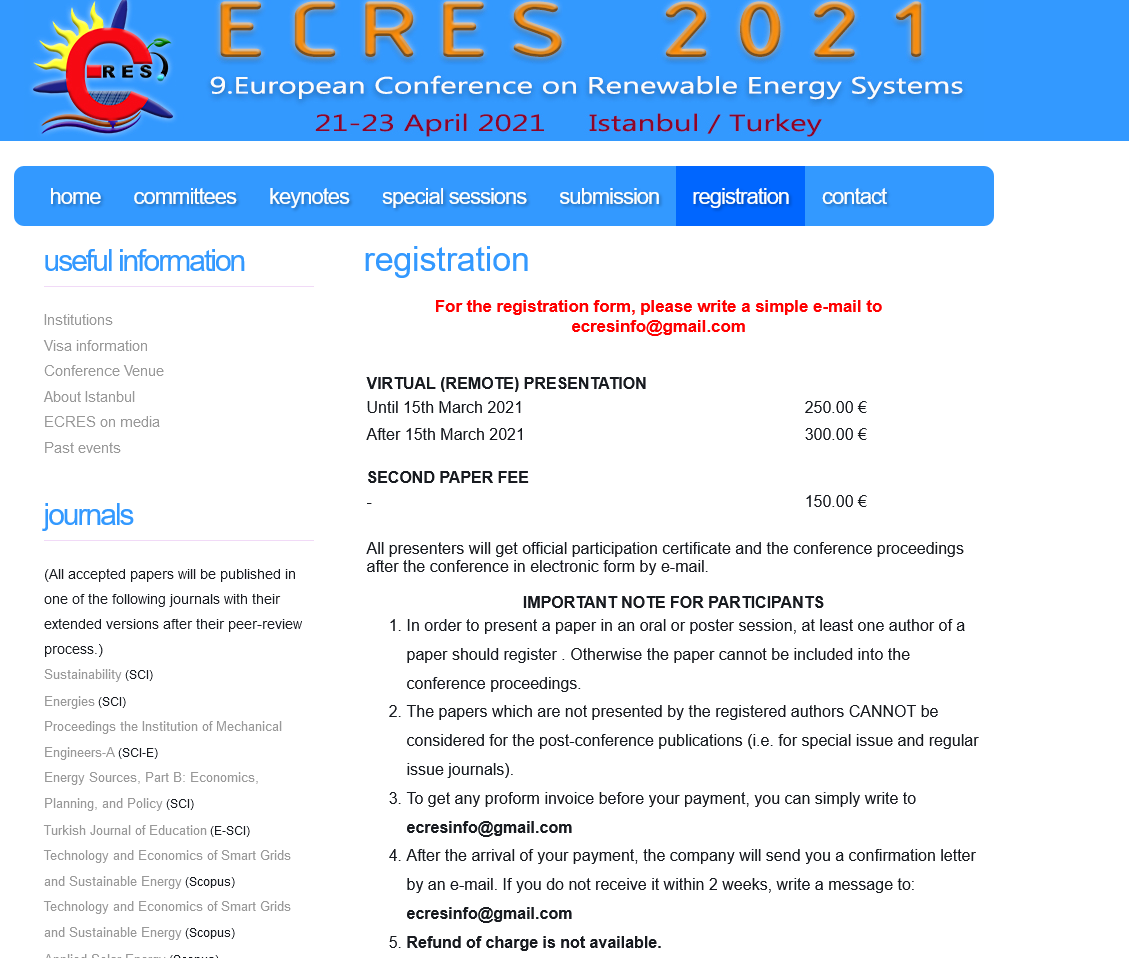 ECRES 2021
RES
9.European Conference on Renewable Energy Systems
21-23 April 2021 Istanbul / Turkey
home committees keynotes special sessions submission registration contact
useful information
Institutions
Visa information
Conference Venue
About Istanbul
ECRES on media
Past events
journals
(All accepted papers will be published in
one of the following journals with their
extended versions after their peer-review
process.)
Sustainability (SCI)
Energies (SCI)
Proceedings the Institution of Mechanical
Engineers-A (SCI-E)
Energy Sources, Part B: Economics,
Planning, and Policy (SCI)
Turkish Journal of Education (E-SCI)
Technology and Economics of Smart Grids
and Sustainable Energy (Scopus)
Technology and Economics of Smart Grids
and Sustainable Energy (Scopus)
Applied Solar Energy (Scopus)
registration
For the registration form, please write a simple e-mail to
ecresinfo@gmail.com
VIRTUAL (REMOTE) PRESENTATION
Until 15th March 2021 250.00 €
After 15th March 2021 300.00 €
SECOND PAPER FEE
- 150.00 €
All presenters will get official participation certificate and the conference proceedings
after the conference in electronic form by e-mail.
IMPORTANT NOTE FOR PARTICIPANTS
1. In order to present a paper in an oral or poster session, at least one author of a
paper should register . Otherwise the paper cannot be included into the
conference proceedings.
2. The papers which are not presented by the registered authors CANNOT be
considered for the post-conference publications (i.e. for special issue and regular
issue journals).
3. To get any proform invoice before your payment, you can simply write to
ecresinfo@gmail.com
4. After the arrival of your payment, the company will send you a confirmation letter
by an e-mail. If you do not receive it within 2 weeks, write a message to:
ecresinfo@gmail.com
5. Refund of charge is not available.